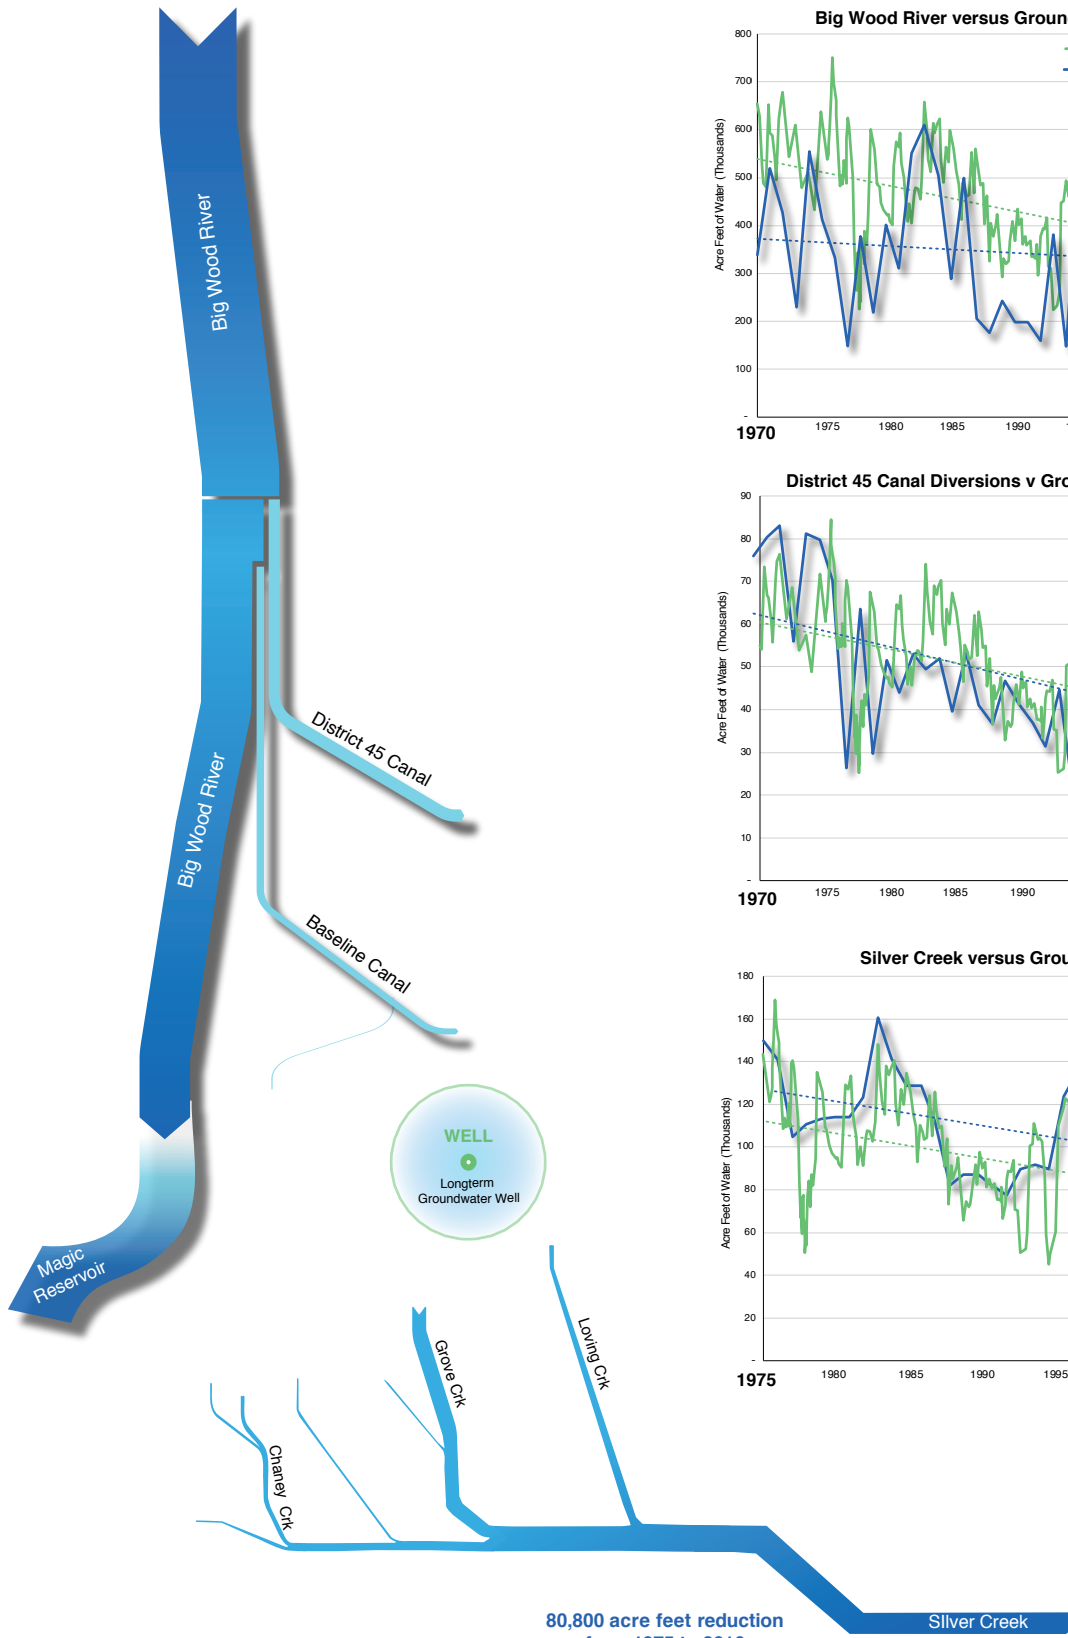 Big Wood River versus Groun
800
700
600
500
400
300
200
100
-
Acre Feet of Water (Thousands)
1970
1975
1980
1985
1990
Big Wood River
District 45 Canal Diversions v Gro
90
80
70
60
50
40
30
20
10
-
Acre Feet of Water (Thousands)
1970
1975
1980
1985
1990
District 45 Canal
Big Wood River
Baseline Canal
Silver Creek versus Grou
180
160
140
120
100
80
60
40
20
-
Acre Feet of Water (Thousands)
1975
1980
1985
1990
1995
WELL
Longterm
Groundwater Well
Magic
Reservoir
Grove Crk
Loving Crk
Chaney Crk
80,800 acre feet reduction
SIlver Creek